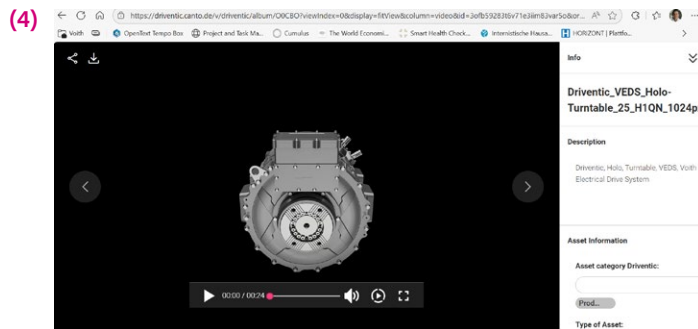 (4)
https://driventic.canto.de/v/driventic/album/O0CBO?viewIndex=0&display=fitView&column=video&id=3efb59283t6v71e3iim83var5o&or...
Voith
OpenText Tempo Box
Project and Task Ma...
Cumulus
The World Economi...
Smart Health Check...
Internistische Hausa...
HORIZONT | Plattfo...
Info
Driventic_VEDS_Holo-
Turntable_25_H1QN_1024p
Description
Driventic, Holo, Turntable, VEDS, Voith
Electrical Drive System
00:00 / 00:24
Asset Information
Asset category Driventic:
Prod...
Type of Asset: